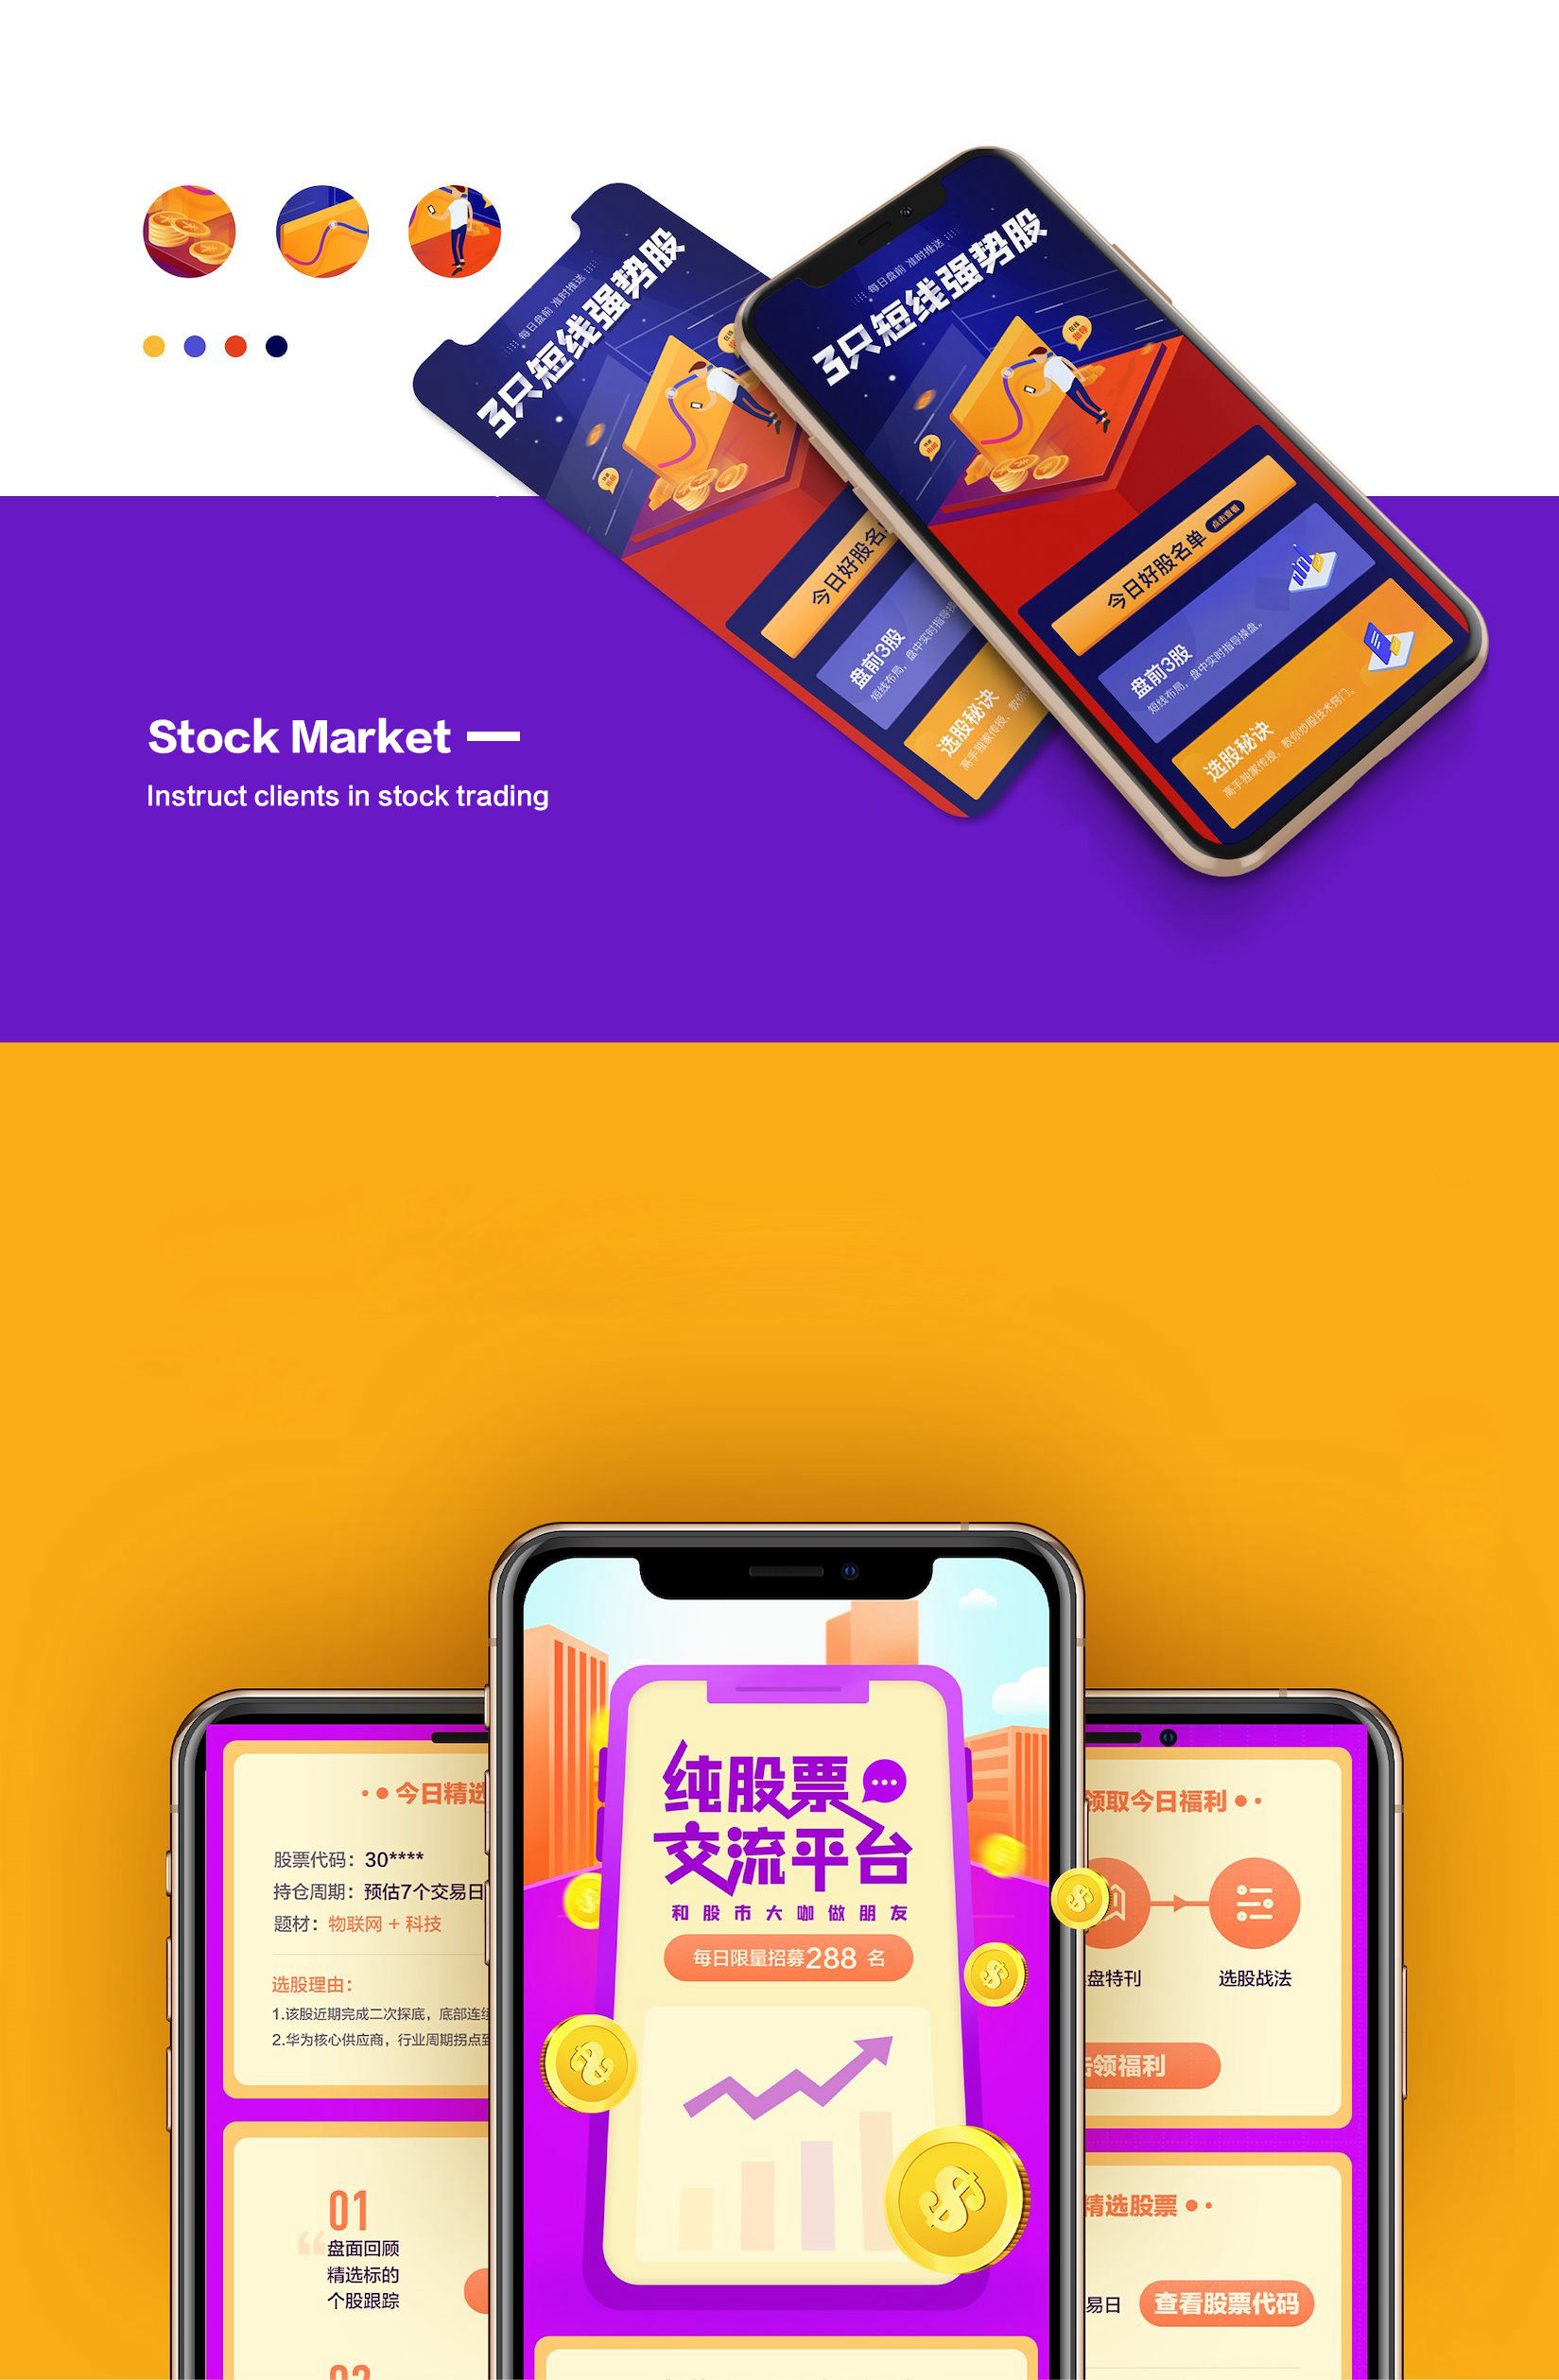 每日盘前 准时推送
3只短线强势股
今日好股名
盘前3股
短线布局，盘中实时指导操
选股秘诀
高手独家传授，教你
每日盘前 准时推送
3只短线强势股
在线
指导
今日好股名单 点击查看
盘前3股
短线布局，盘中实时指导操盘。
选股秘诀
高手独家传授，教你炒股技术窍门。
Stock Market
Instruct clients in stock trading
纯股票
交流平台
和股市大咖做朋友
每日限量招募288 名
今日精选
股票代码：30****
持仓周期：预估7个交易日
题材：物联网 + 科技
选股理由：
1.该股近期完成二次探底，底部连续
2.华为核心供应商，行业周期拐点到
01
盘面回顾
精选标的
个股跟踪
领取今日福利
盘特刊
选股战法
击领福利
精选股票
易日
查看股票代码